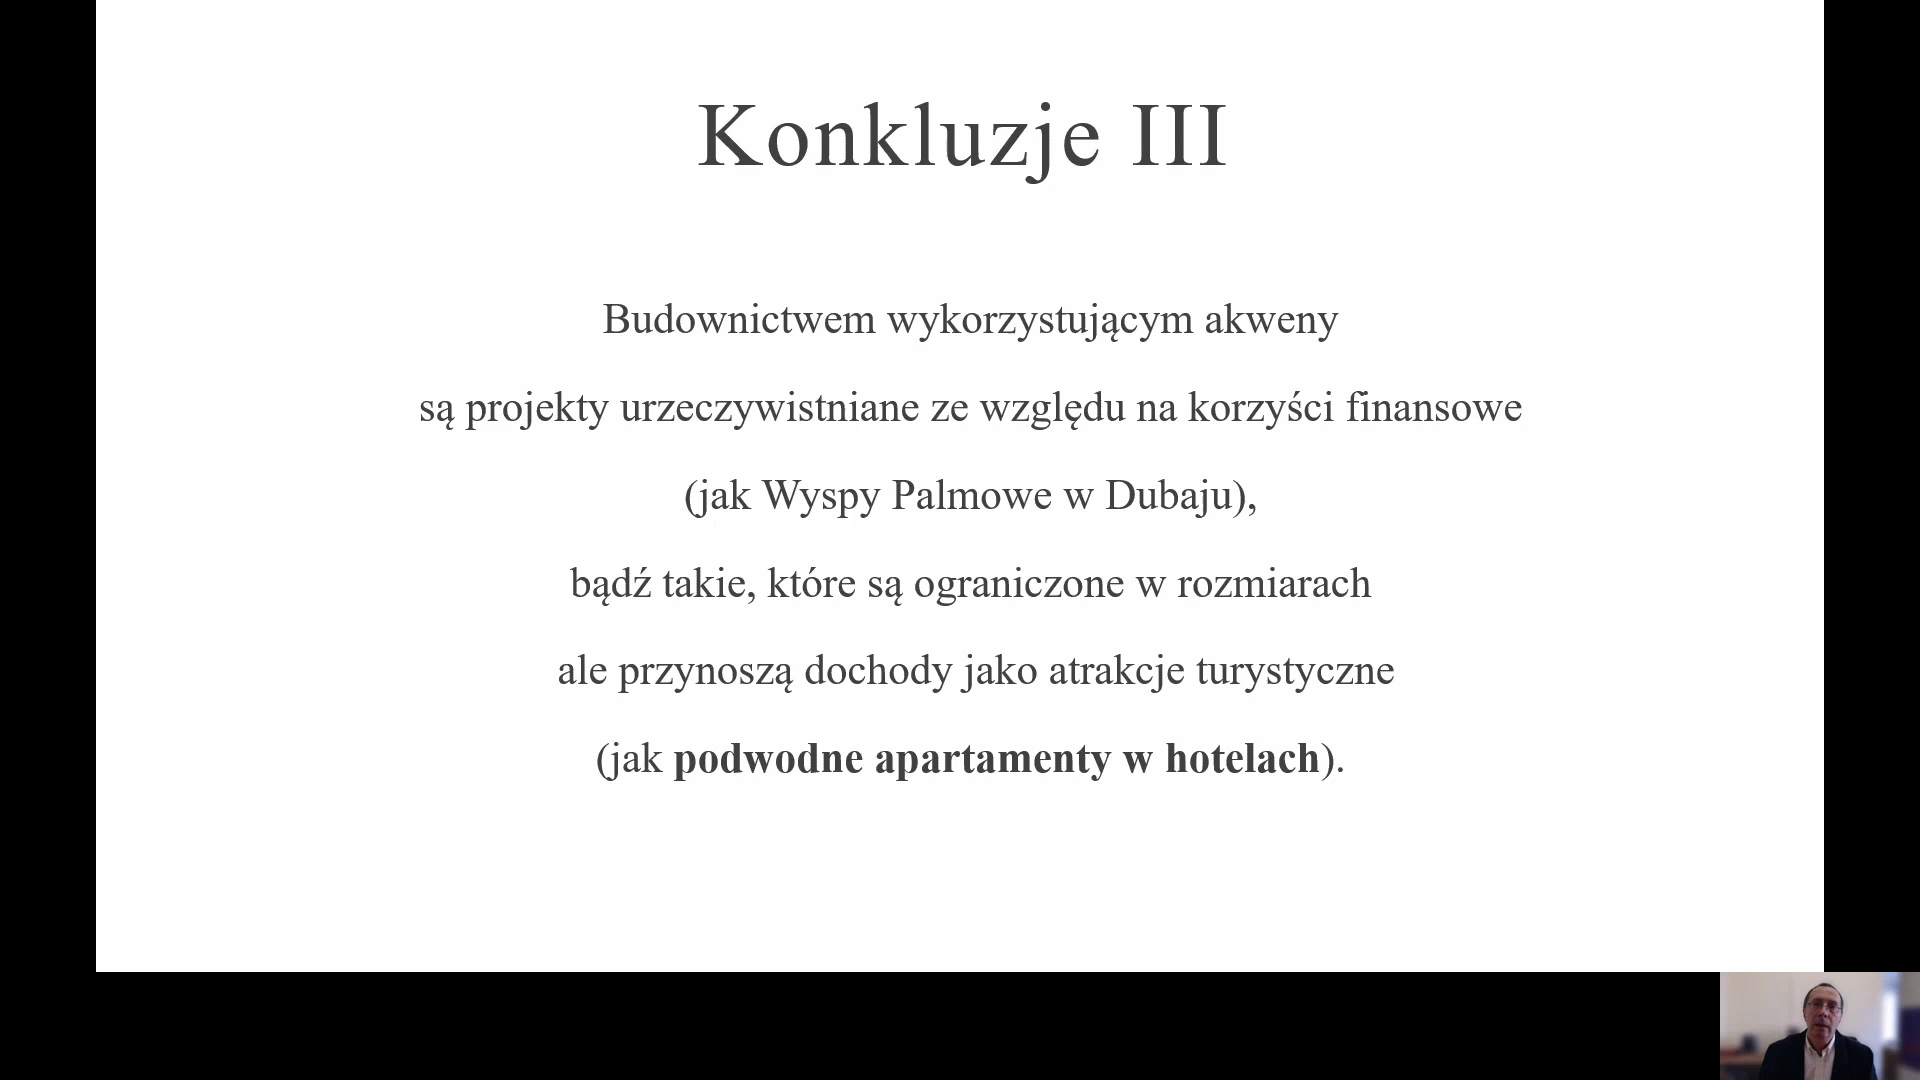 Konkluzje III
Budownictwem wykorzystującym akweny
są projekty urzeczywistniane ze względu na korzyści finansowe
(jak Wyspy Palmowe w Dubaju),
bądź takie, które są ograniczone w rozmiarach
ale przynoszą dochody jako atrakcje turystyczne
(jak podwodne apartamenty w hotelach).